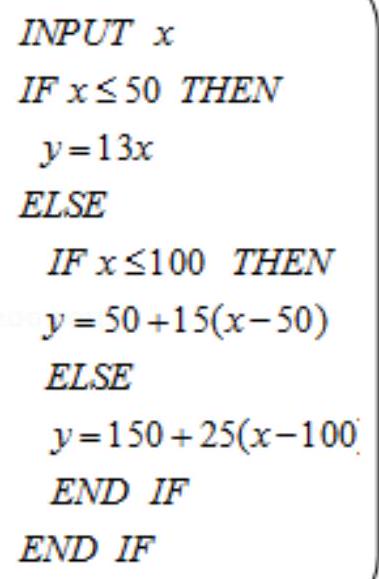 INPUT x
IF x ≤ 50 THEN
y = 13x
ELSE
IF x ≤ 100 THEN
y = 50 + 15(x − 50)
ELSE
y = 150 + 25(x − 100
END IF
END IF